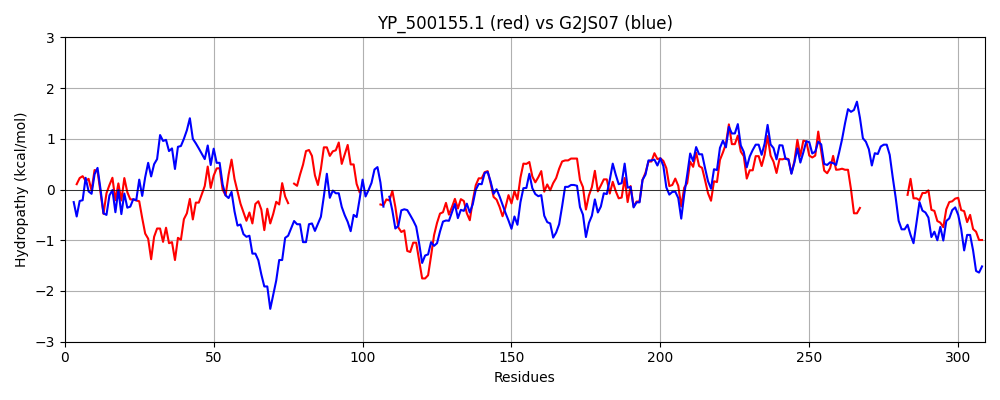 YP_500155.1 (red) vs G2JS07 (blue)
Hydropathy (kcal/mol)
3
2
1
0
−1
−2
−3
0 50 100 150 200 250 300
Residues